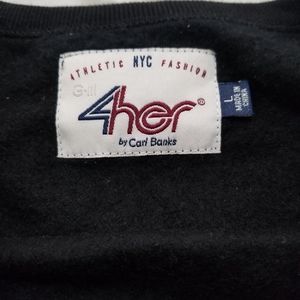 ATHLETIC NYC FASHION
G-III
4her®
by Carl Banks
L
MADE IN
CHINA